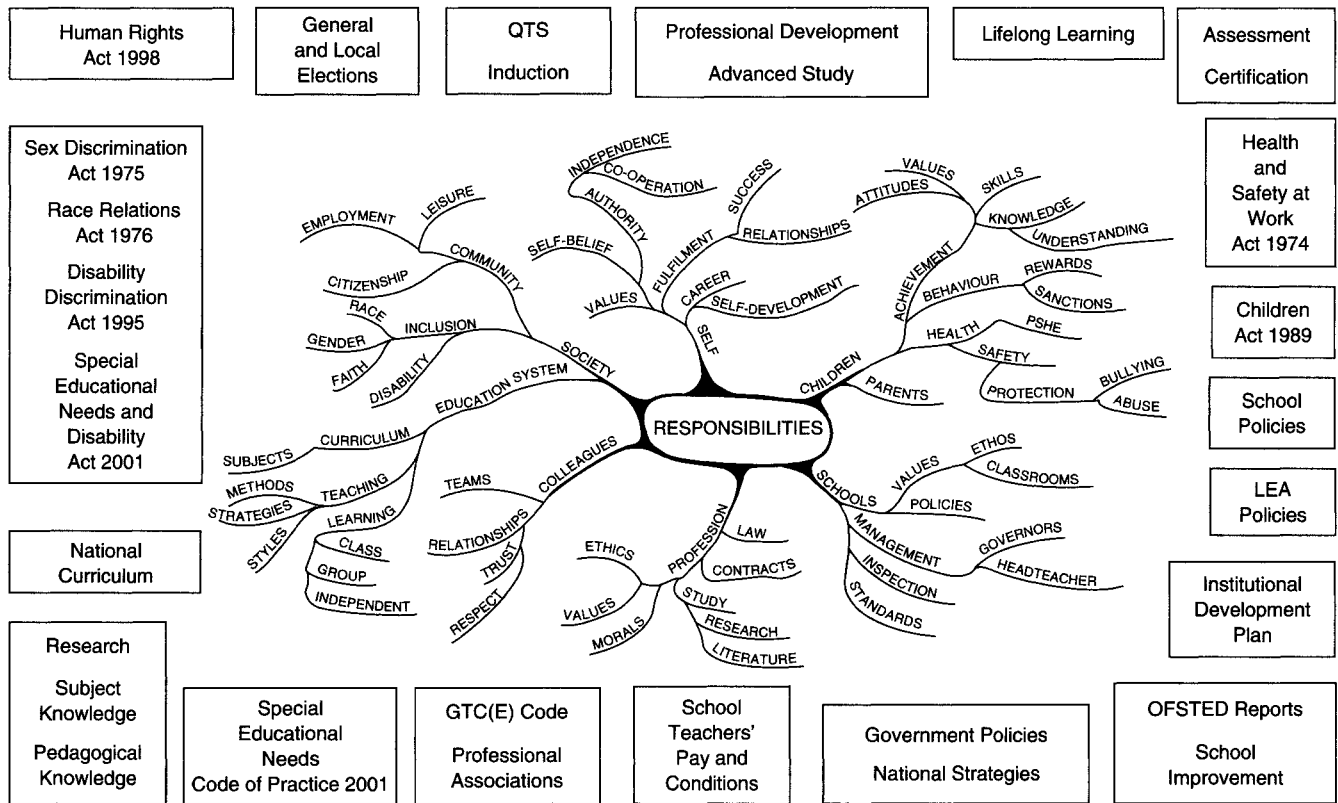 Human Rights
Act 1998
General
and Local
Elections
QTS
Induction
Professional Development
Advanced Study
Lifelong Learning
Assessment
Certification
Sex Discrimination
Act 1975
Race Relations
Act 1976
Disability
Discrimination
Act 1995
Special
Educational
Needs and
Disability
Act 2001
National
Curriculum
Research
Subject
Knowledge
Pedagogical
Knowledge
Special
Educational
Needs
Code of Practice 2001
GTC(E) Code
Professional
Associations
School
Teachers'
Pay and
Conditions
Government Policies
National Strategies
OFSTED Reports
School
Improvement
Institutional
Development
Plan
LEA
Policies
School
Policies
Children
Act 1989
Health
and
Safety at
Work
Act 1974
RESPONSIBILITIES
SOCIETY
COMMUNITY
EMPLOYMENT
LEISURE
CITIZENSHIP
INCLUSION
RACE
GENDER
FAITH
DISABILITY
EDUCATION SYSTEM
CURRICULUM
SUBJECTS
TEACHING
METHODS
STRATEGIES
STYLES
LEARNING
CLASS
GROUP
INDEPENDENT
SELF
FULFILMENT
AUTHORITY
INDEPENDENCE
CO-OPERATION
SELF-BELIEF
VALUES
SUCCESS
RELATIONSHIPS
CAREER
SELF-DEVELOPMENT
CHILDREN
ACHIEVEMENT
VALUES
ATTITUDES
SKILLS
KNOWLEDGE
UNDERSTANDING
BEHAVIOUR
REWARDS
SANCTIONS
HEALTH
PSHE
SAFETY
PROTECTION
BULLYING
ABUSE
PARENTS
SCHOOLS
VALUES
ETHOS
CLASSROOMS
POLICIES
MANAGEMENT
GOVERNORS
HEADTEACHER
INSPECTION
STANDARDS
PROFESSION
LAW
CONTRACTS
STUDY
RESEARCH
LITERATURE
ETHICS
VALUES
MORALS
COLLEAGUES
TEAMS
RELATIONSHIPS
TRUST
RESPECT